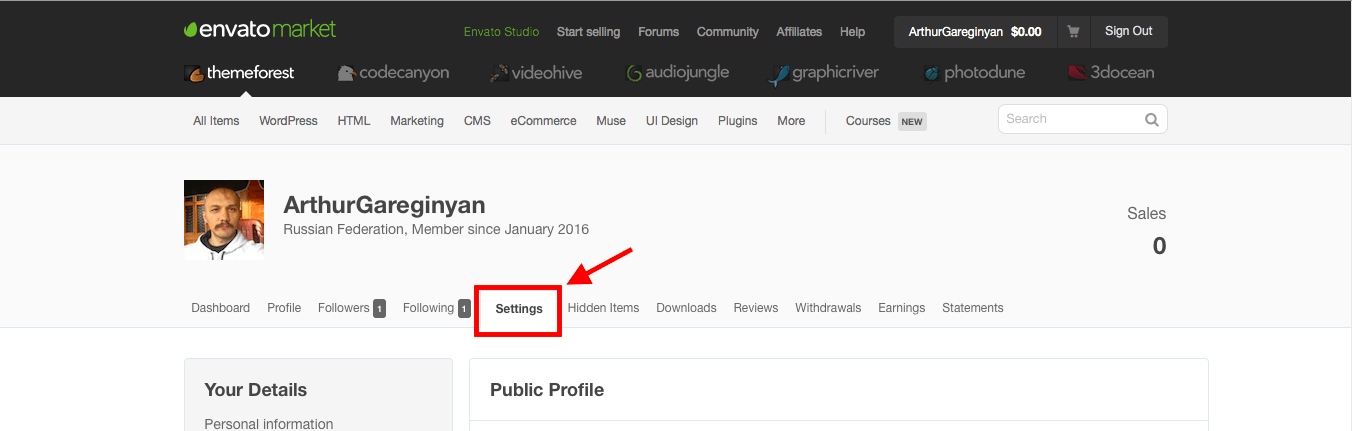 envatomarket Envato Studio Start selling Forums Community Affiliates Help ArthurGareginyan $0.00 Sign Out
themeforest codecanyon videohive audiojungle graphicriver photodune 3docean
All Items WordPress HTML Marketing CMS eCommerce Muse UI Design Plugins More Courses NEW Search
ArthurGareginyan
Russian Federation, Member since January 2016
Sales
0
Dashboard Profile Followers 1 Following 1 Settings Hidden Items Downloads Reviews Withdrawals Earnings Statements
Your Details
Personal information
Public Profile